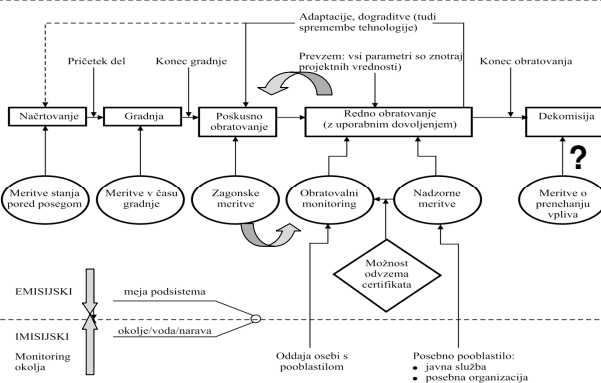 Adaptacije, dograditve (tudi
spremembe tehnologije)
Pričetek del
Konec gradnje
Prevzem: vsi parametri so znotraj
projektnih vrednosti)
Konec obratovanja
Načrtovanje
Gradnja
Poskusno
obratovanje
Redno obratovanje
(z uporabnim dovoljenjem)
Dekomisija
?
Meritve stanja
pored posegom
Meritve v času
gradnje
Zagonske
meritve
Obratovalni
monitoring
Nadzorne
meritve
Meritve o
prenehanju
vpliva
Možnost
odvzema
certifikata
EMISIJSKI
meja podsistema
IMISIJSKI
okolje/voda/narava
Monitoring
okolja
Oddaja osebi s
pooblastilom
Posebno pooblastilo:
• javna služba
• posebna organizacija